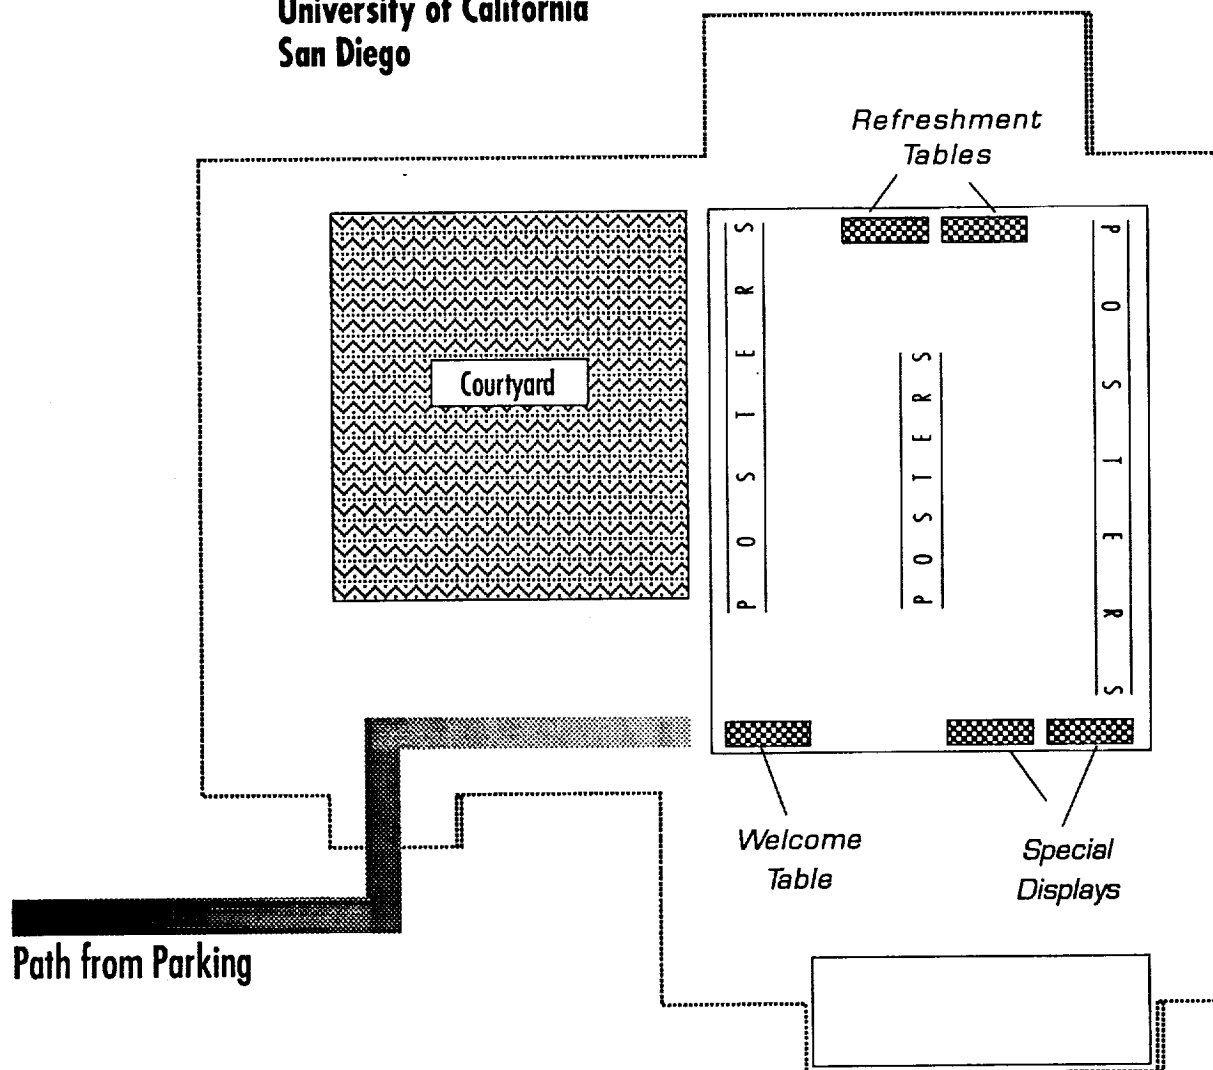 University of California
San Diego
Refreshment
Tables
Courtyard
POSTERS
POSTERS
POSTERS
Welcome
Table
Special
Displays
Path from Parking